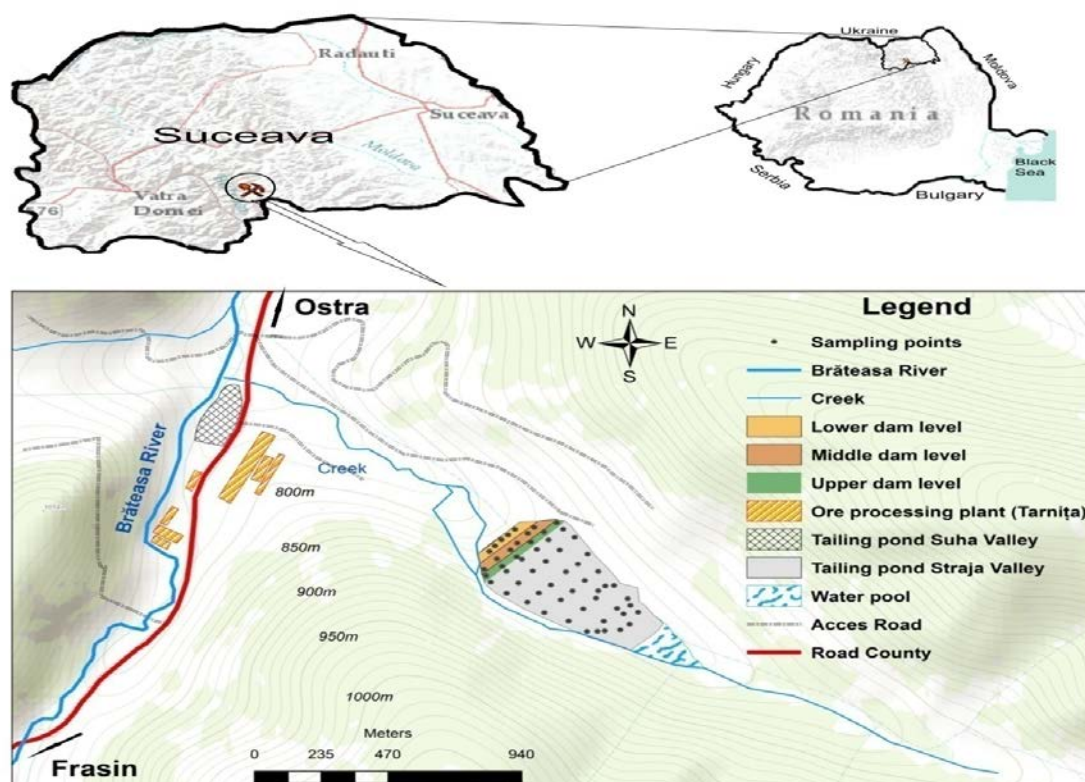 Radauti
Suceava
Suceava
Moldova
Vatra
Dornei
576
Ukraine
Hungary
Moldova
Romania
Serbia
Bulgary
Black
Sea
Ostra
N
W E
S
Brăteasa River
Creek
800m
850m
900m
950m
1000m
Meters
0 235 470 940
Frasin
Legend
Sampling points
Brăteasa River
Creek
Lower dam level
Middle dam level
Upper dam level
Ore processing plant (Tarnița)
Tailing pond Suha Valley
Tailing pond Straja Valley
Water pool
Acces Road
Road County